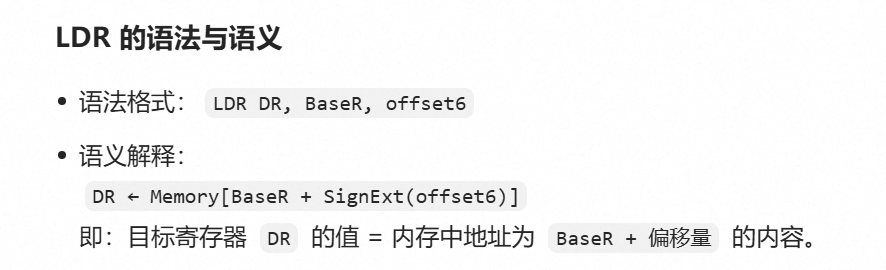 LDR 的语法与语义
• 语法格式： LDR DR, BaseR, offset6
• 语义解释：
DR ← Memory[BaseR + SignExt(offset6)]
即：目标寄存器 DR 的值 = 内存中地址为 BaseR + 偏移量 的内容。